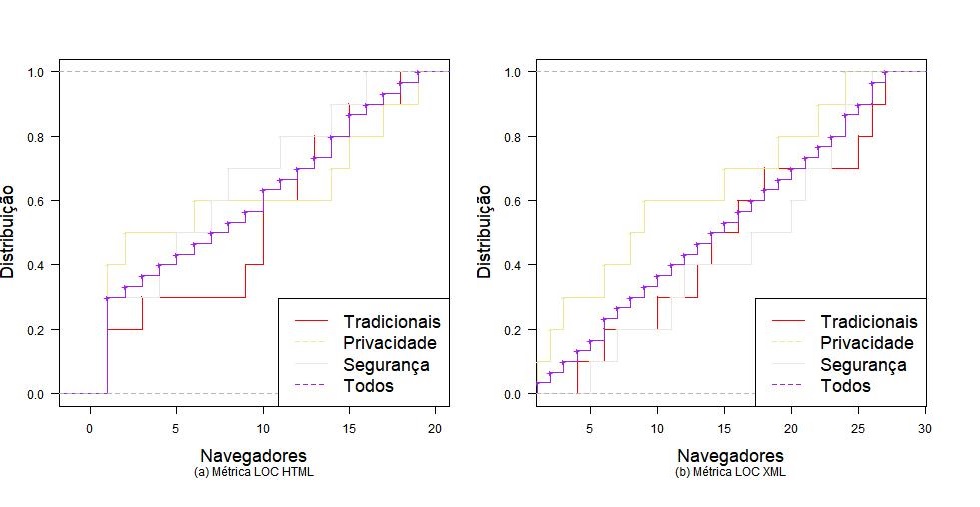 Distribuição
1.0
0.8
0.6
0.4
0.2
0.0
Tradicionais
Privacidade
Segurança
Todos
0 5 10 15 20
Navegadores
(a) Métrica LOC HTML
Distribuição
1.0
0.8
0.6
0.4
0.2
0.0
Tradicionais
Privacidade
Segurança
Todos
5 10 15 20 25 30
Navegadores
(b) Métrica LOC XML